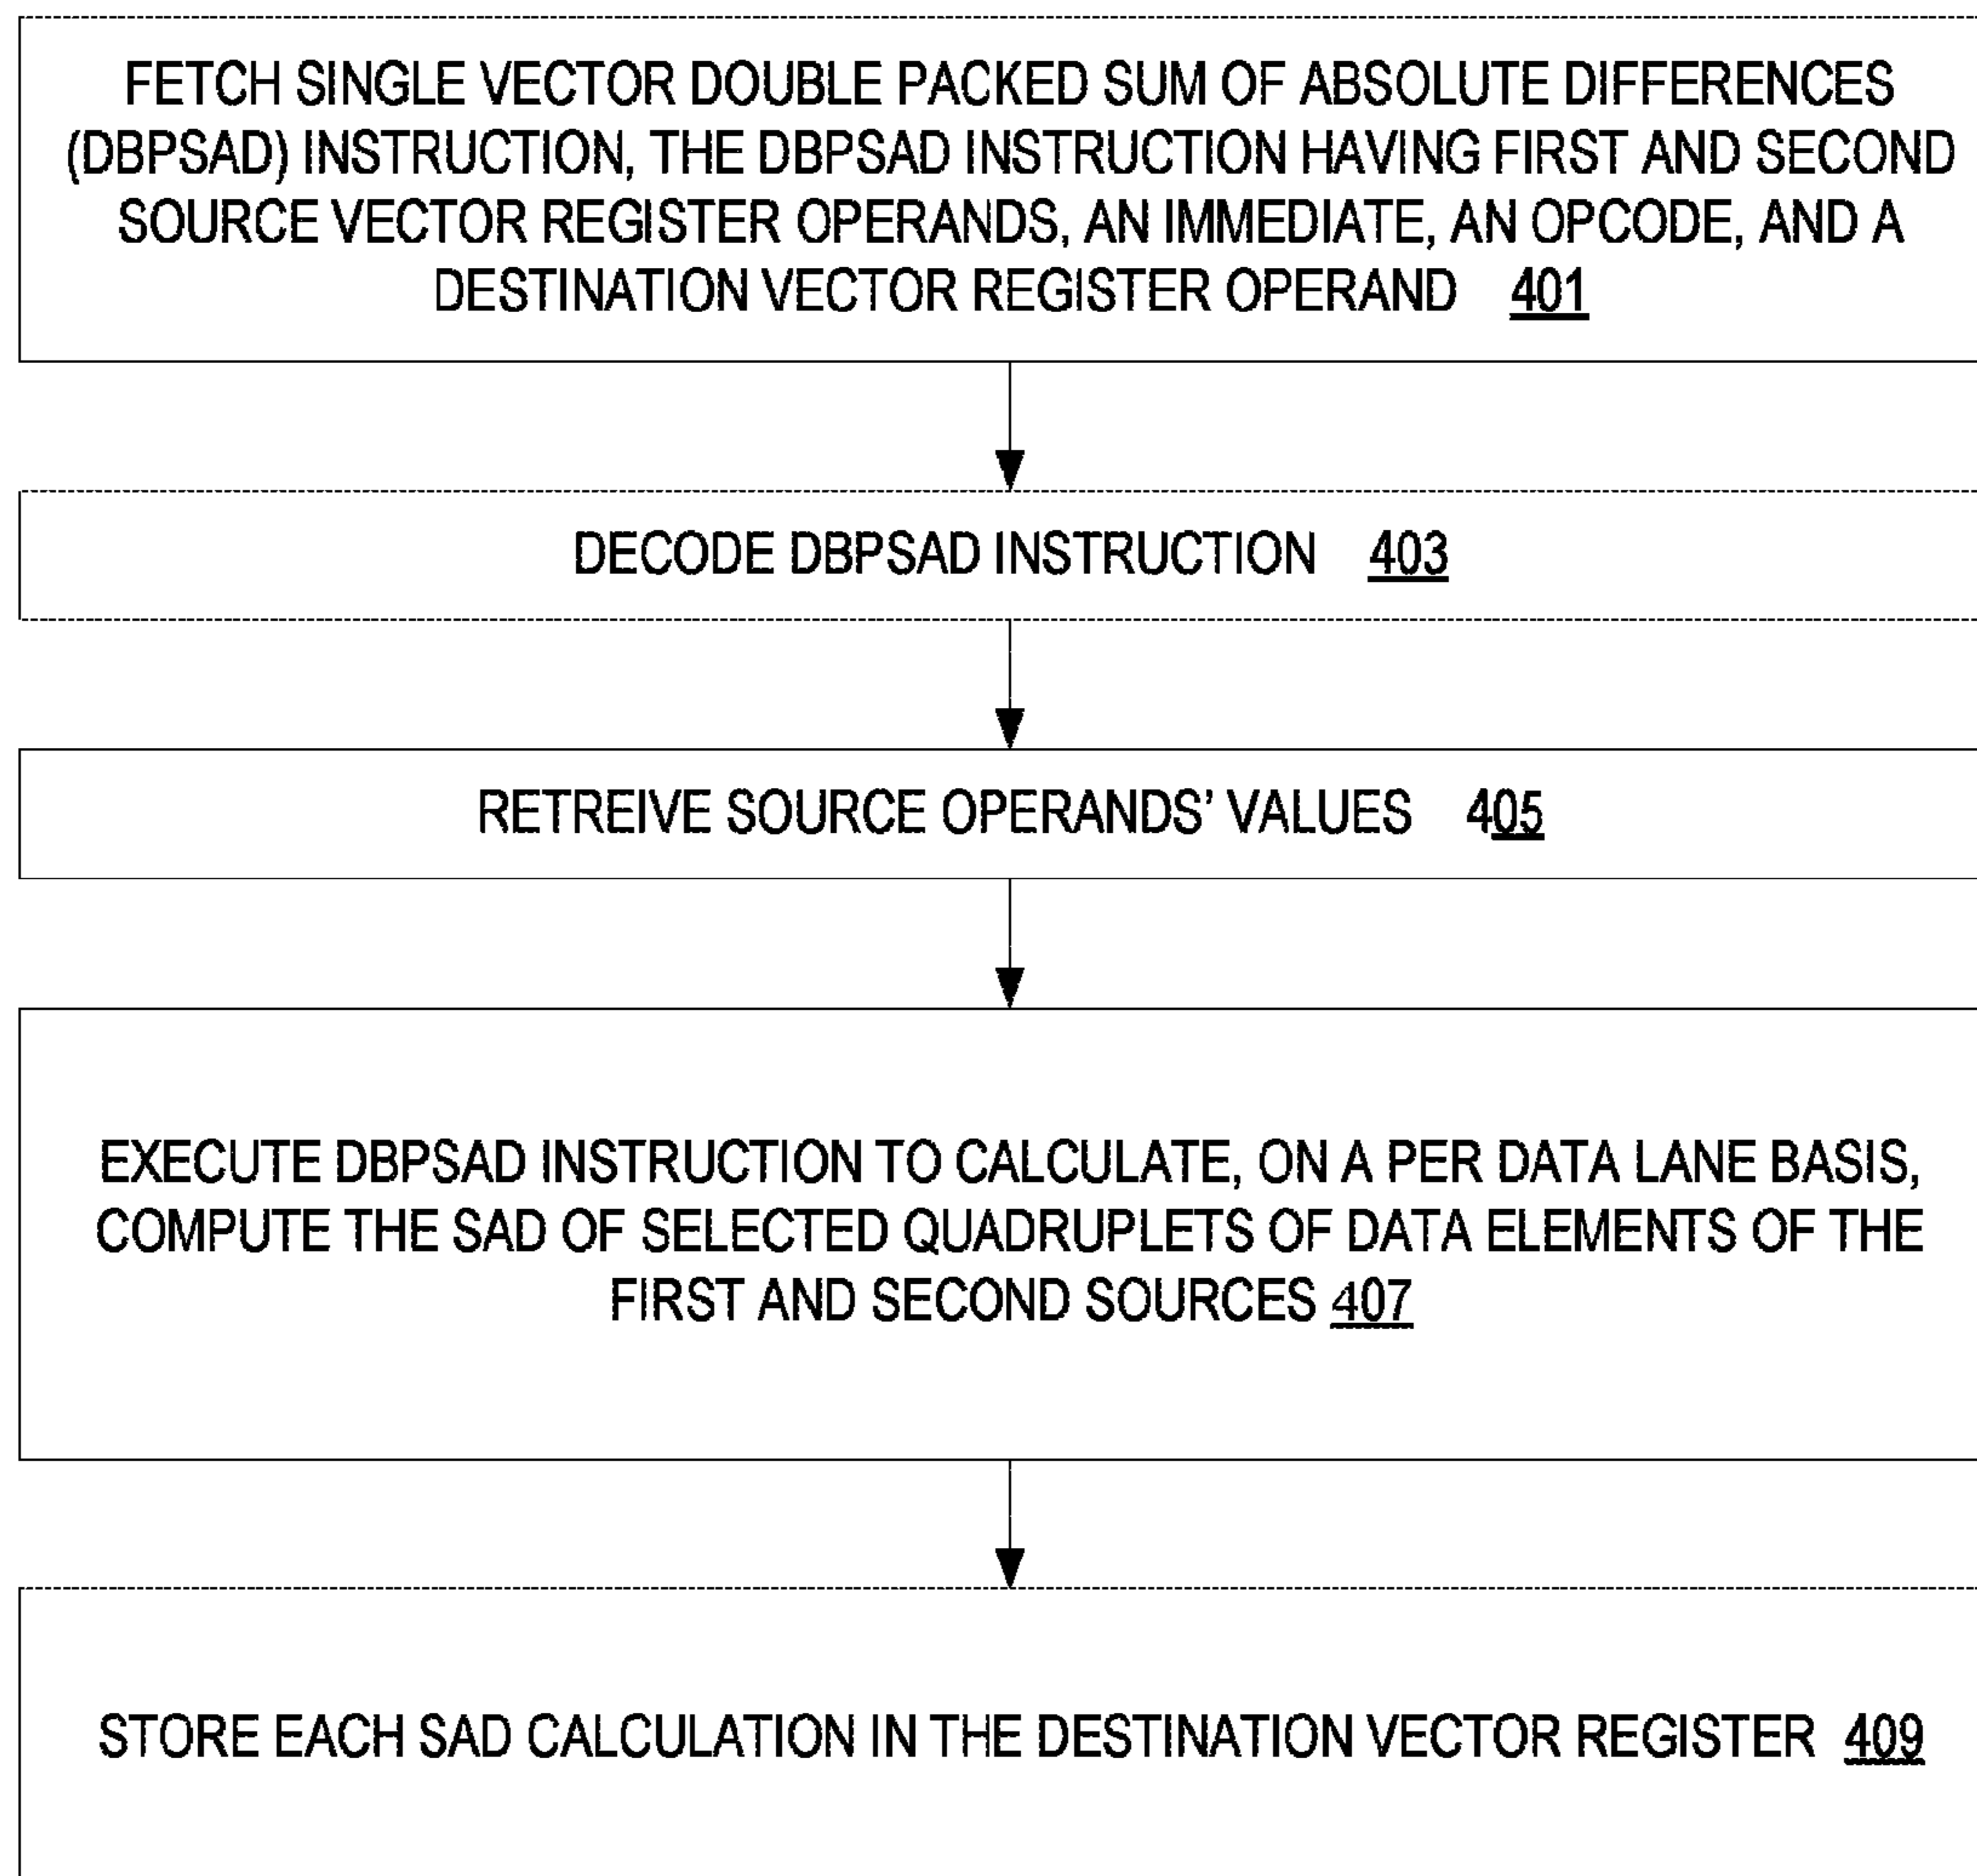 FETCH SINGLE VECTOR DOUBLE PACKED SUM OF ABSOLUTE DIFFERENCES
(DBPSAD) INSTRUCTION, THE DBPSAD INSTRUCTION HAVING FIRST AND SECOND
SOURCE VECTOR REGISTER OPERANDS, AN IMMEDIATE, AN OPCODE, AND A
DESTINATION VECTOR REGISTER OPERAND 401
DECODE DBPSAD INSTRUCTION 403
RETREIVE SOURCE OPERANDS’ VALUES 405
EXECUTE DBPSAD INSTRUCTION TO CALCULATE, ON A PER DATA LANE BASIS,
COMPUTE THE SAD OF SELECTED QUADRUPLETS OF DATA ELEMENTS OF THE
FIRST AND SECOND SOURCES 407
STORE EACH SAD CALCULATION IN THE DESTINATION VECTOR REGISTER 409